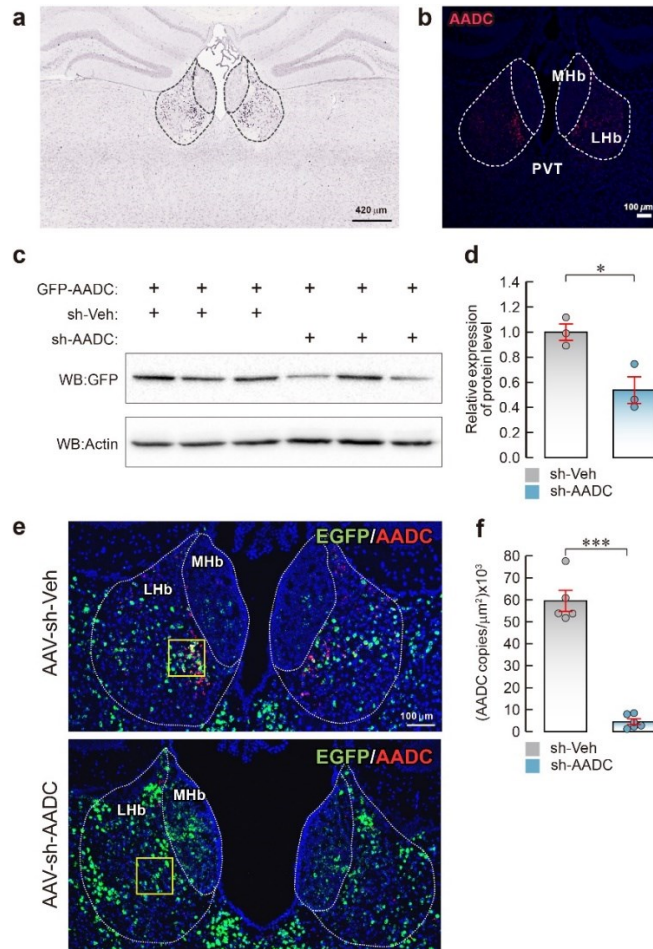 a
420 μm
b
AADC
MHb
LHb
PVT
100 μm
c
GFP-AADC: + + + + + +
sh-Veh: + + +
sh-AADC: + + +
WB:GFP
WB:Actin
d
Relative expression
of protein level
1.4
1.2
1.0
0.8
0.6
0.4
0.2
0
*
sh-Veh
sh-AADC
e
AAV-sh-Veh
EGFP/AADC
MHb
LHb
100 μm
AAV-sh-AADC
EGFP/AADC
MHb
LHb
f
(AADC copies/μm²)x10³
80
70
60
50
40
30
20
10
0
***
sh-Veh
sh-AADC